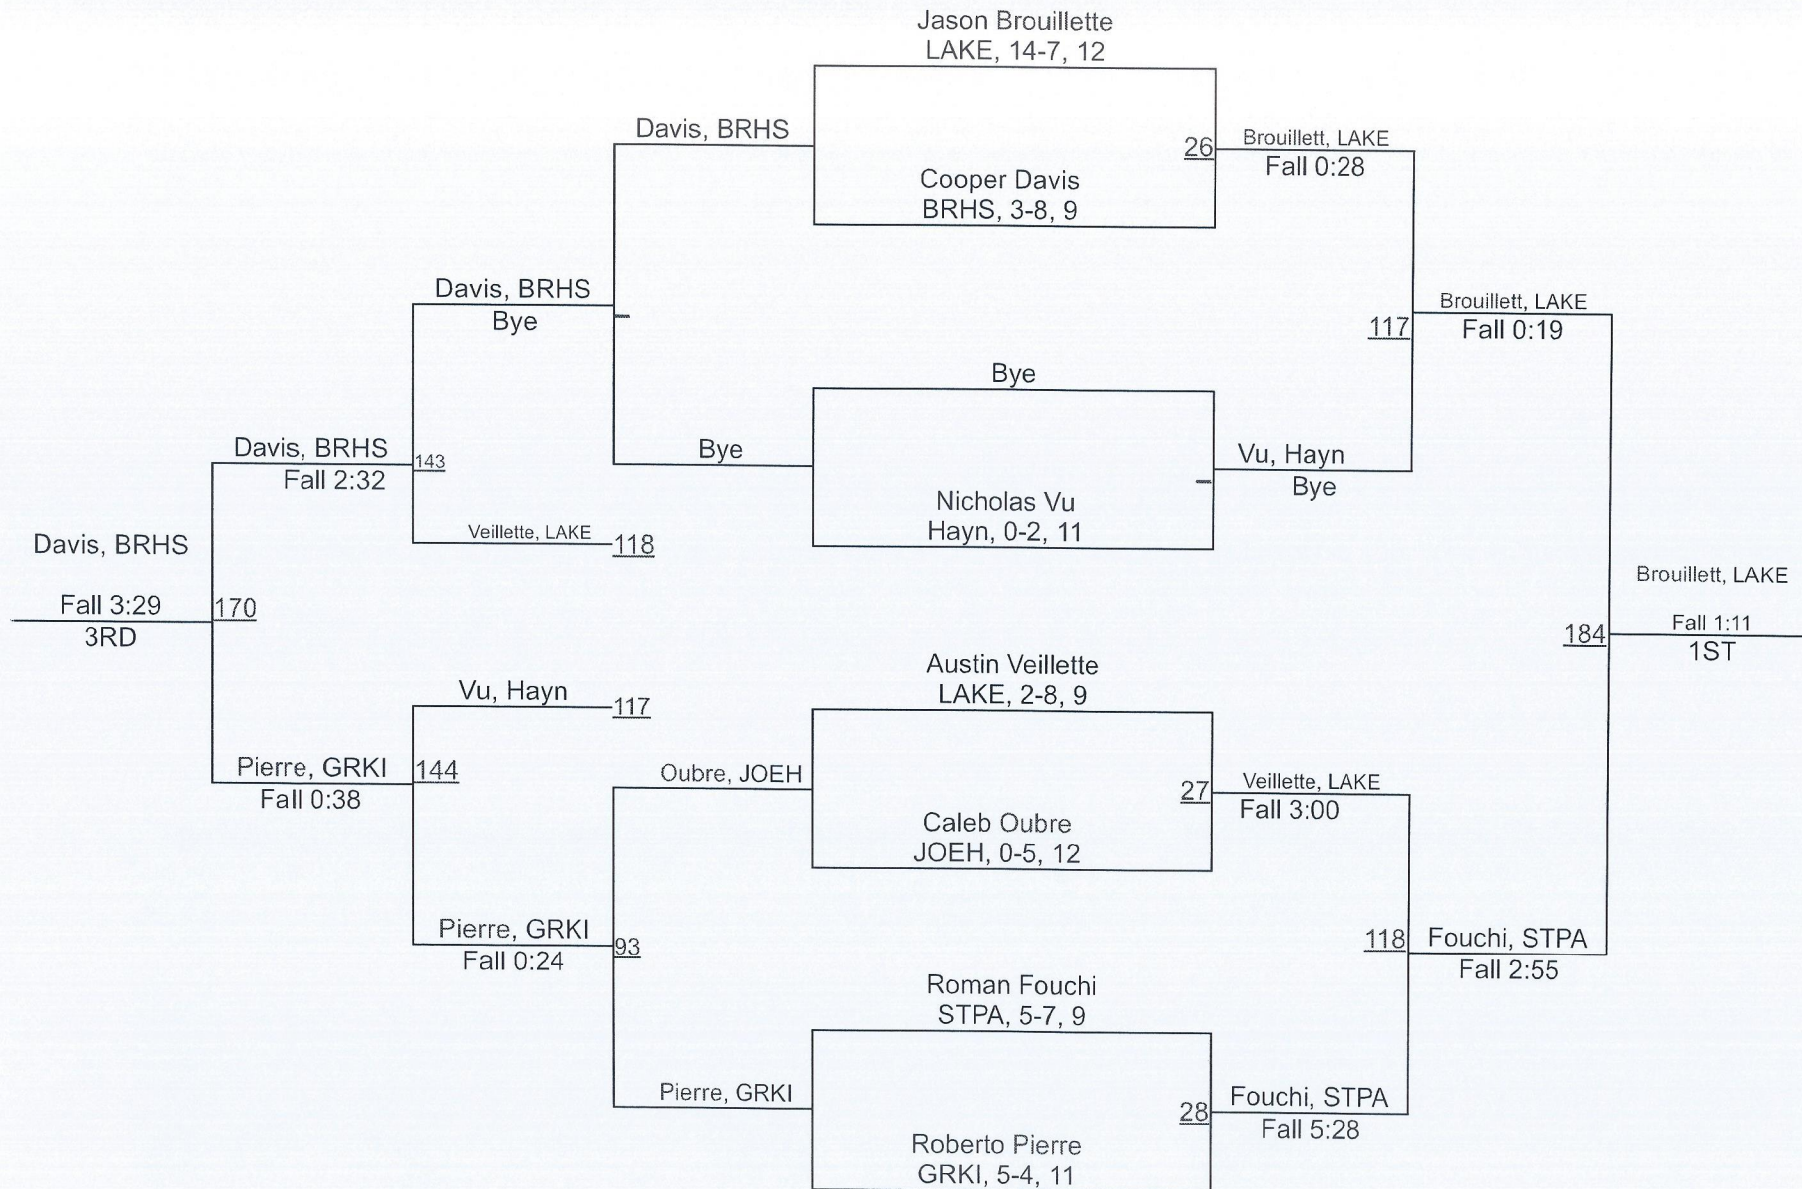 Jason Brouillette
LAKE, 14-7, 12
Davis, BRHS
26
Brouillett, LAKE
Fall 0:28
Cooper Davis
BRHS, 3-8, 9
Davis, BRHS
Bye
117
Brouillett, LAKE
Fall 0:19
Bye
Davis, BRHS
Fall 2:32
143
Bye
Vu, Hayn
Bye
Nicholas Vu
Hayn, 0-2, 11
Veillette, LAKE
118
Davis, BRHS
Fall 3:29
3RD
170
Brouillett, LAKE
Fall 1:11
1ST
184
Austin Veillette
LAKE, 2-8, 9
Vu, Hayn
117
Pierre, GRKI
Fall 0:38
144
Oubre, JOEH
27
Veillette, LAKE
Fall 3:00
Caleb Oubre
JOEH, 0-5, 12
Pierre, GRKI
Fall 0:24
93
118
Fouchi, STPA
Fall 2:55
Roman Fouchi
STPA, 5-7, 9
Pierre, GRKI
28
Fouchi, STPA
Fall 5:28
Roberto Pierre
GRKI, 5-4, 11